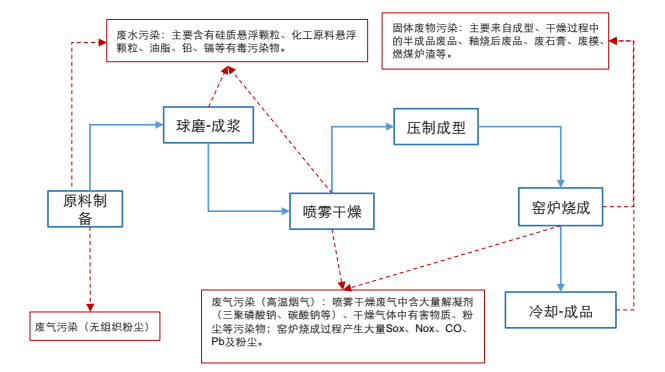 废水污染：主要含有硅质悬浮颗粒、化工原料悬浮
颗粒，油脂、铅、镉等有毒污染物。
固体废物污染：主要来自成型、干燥过程中
的半成品废品、釉烧后废品、废石膏、废模、
燃煤炉渣等。
球磨-成浆
压制成型
原料制
备
喷雾干燥
窑炉烧成
废气污染（无组织粉尘）
废气污染（高温烟气）：喷雾干燥废气中含大量解凝剂
（三聚磷酸钠、碳酸钠等）、干燥气体中有害物质、粉
尘等污染物；窑炉烧成过程产生大量Sox、Nox、CO、
Pb及粉尘。
冷却-成品